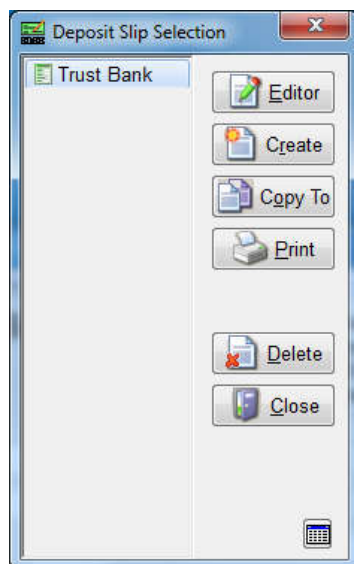 Deposit Slip Selection
Trust Bank
Editor
Create
Copy To
Print
Delete
Close